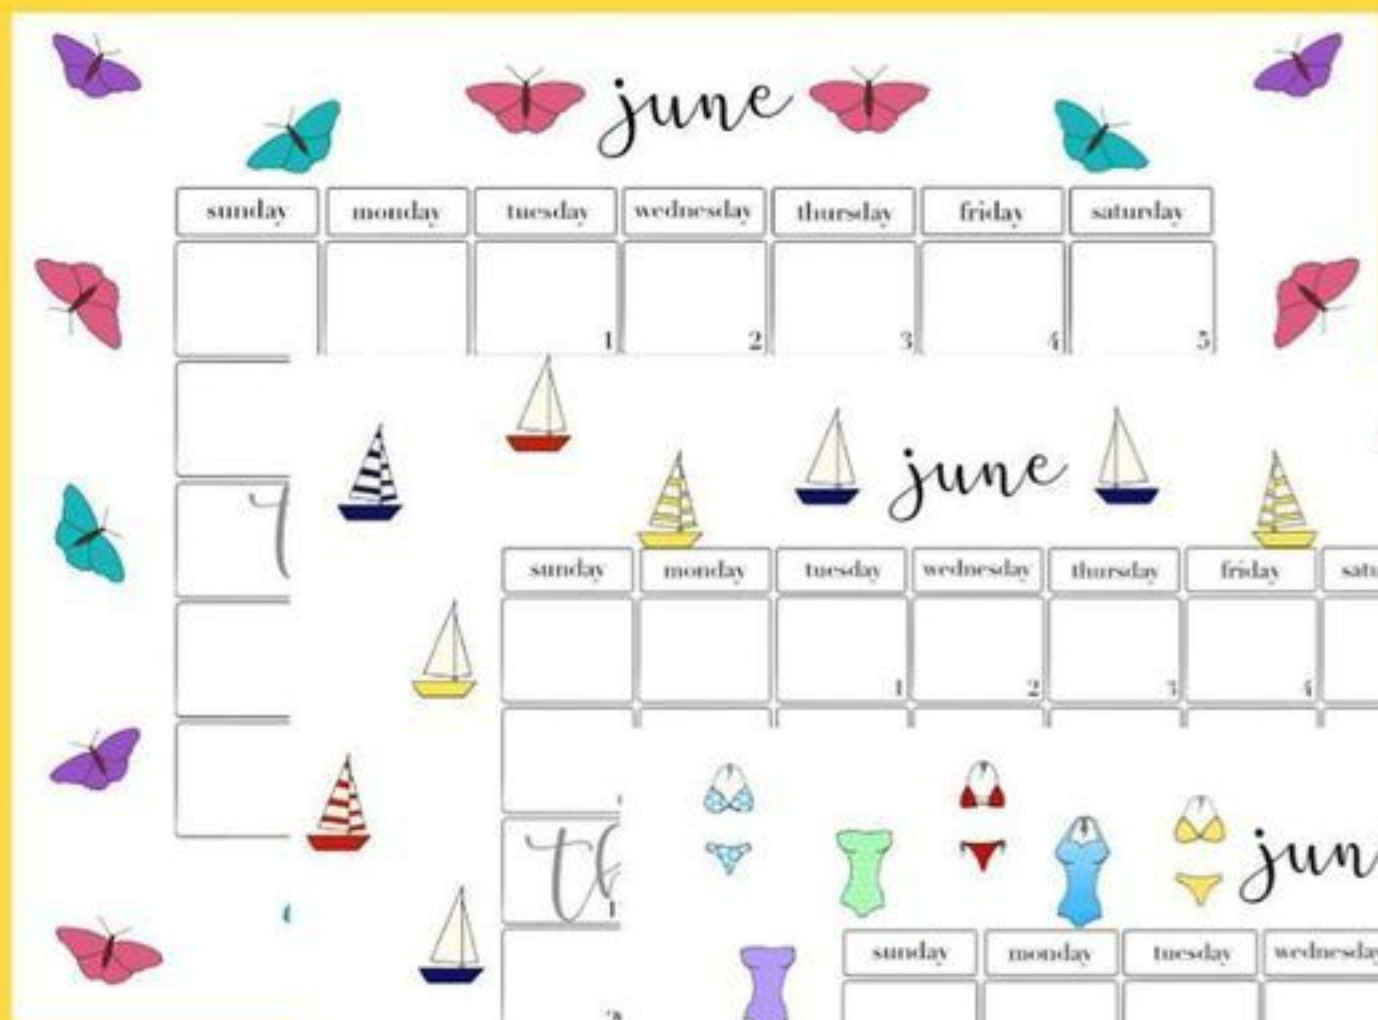 june
sunday monday tuesday wednesday thursday friday saturday
1 2 3 4 5
june
sunday monday tuesday wednesday thursday friday
1 2 3 4
jun
sunday monday tuesday wednesday